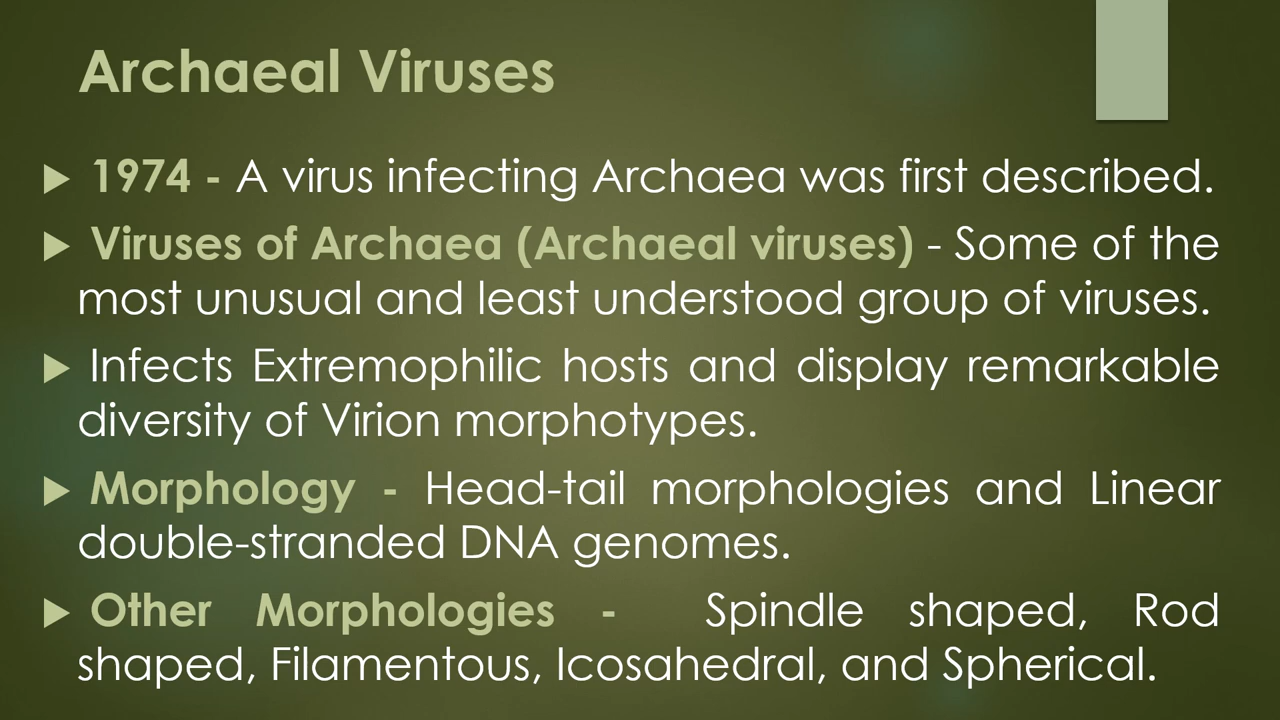 Archaeal Viruses
1974 - A virus infecting Archaea was first described.
Viruses of Archaea (Archaeal viruses) - Some of the
most unusual and least understood group of viruses.
Infects Extremophilic hosts and display remarkable
diversity of Virion morphotypes.
Morphology - Head-tail morphologies and Linear
double-stranded DNA genomes.
Other Morphologies - Spindle shaped, Rod
shaped, Filamentous, Icosahedral, and Spherical.